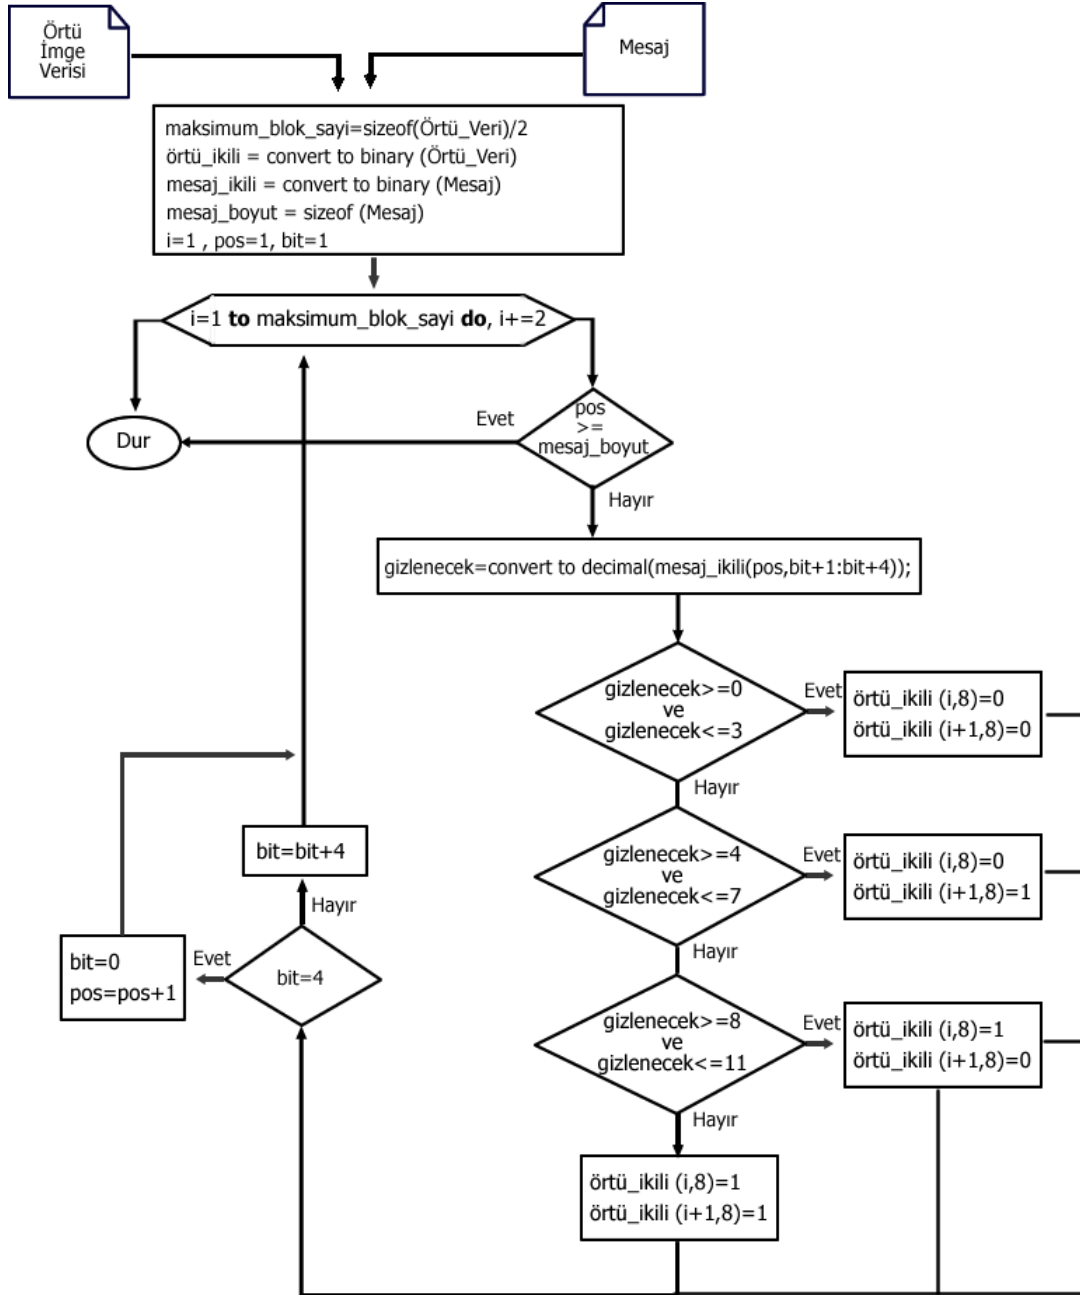 Örtü
İmge
Verisi
Mesaj
maksimum_blok_sayi=sizeof(Örtü_Veri)/2
örtü_ikili = convert to binary (Örtü_Veri)
mesaj_ikili = convert to binary (Mesaj)
mesaj_boyut = sizeof (Mesaj)
i=1 , pos=1, bit=1
i=1 to maksimum_blok_sayi do, i+=2
Dur
Evet
pos
>=
mesaj_boyut
Hayır
gizlenecek=convert to decimal(mesaj_ikili(pos,bit+1:bit+4));
gizlenecek>=0
ve
gizlenecek<=3
Evet
örtü_ikili (i,8)=0
örtü_ikili (i+1,8)=0
Hayır
gizlenecek>=4
ve
gizlenecek<=7
Evet
örtü_ikili (i,8)=0
örtü_ikili (i+1,8)=1
Hayır
gizlenecek>=8
ve
gizlenecek<=11
Evet
örtü_ikili (i,8)=1
örtü_ikili (i+1,8)=0
Hayır
örtü_ikili (i,8)=1
örtü_ikili (i+1,8)=1
bit=4
Evet
bit=0
pos=pos+1
Hayır
bit=bit+4